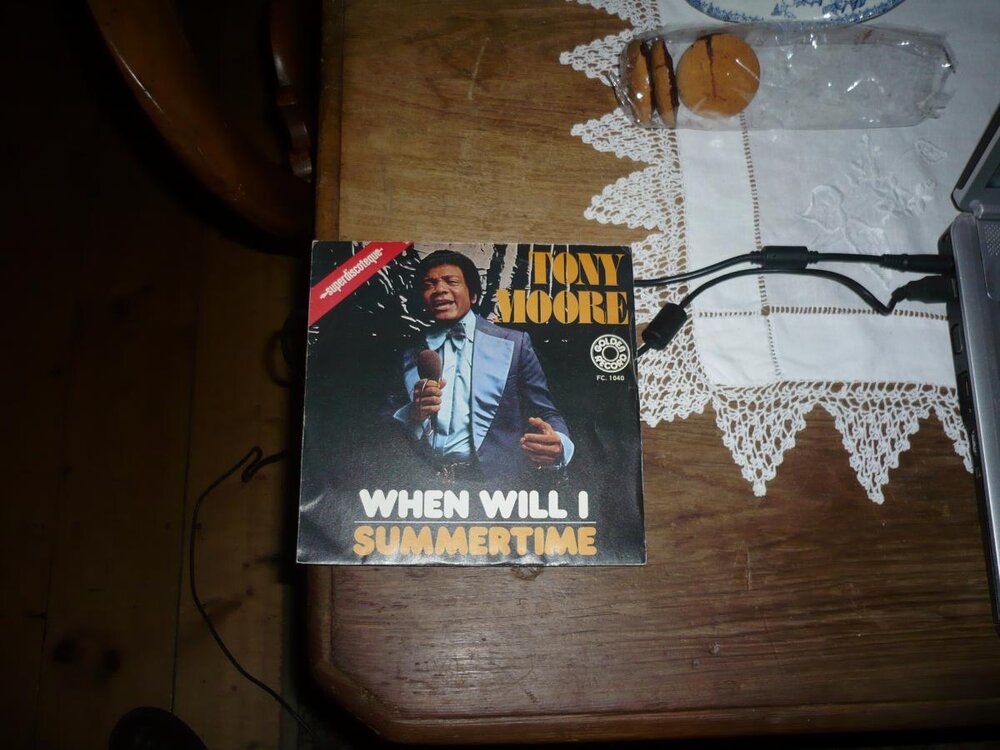 -superdiscoteque-
TONY
MOORE
GOLDEN
RECORD
FC. 1040
WHEN WILL I
SUMMERTIME